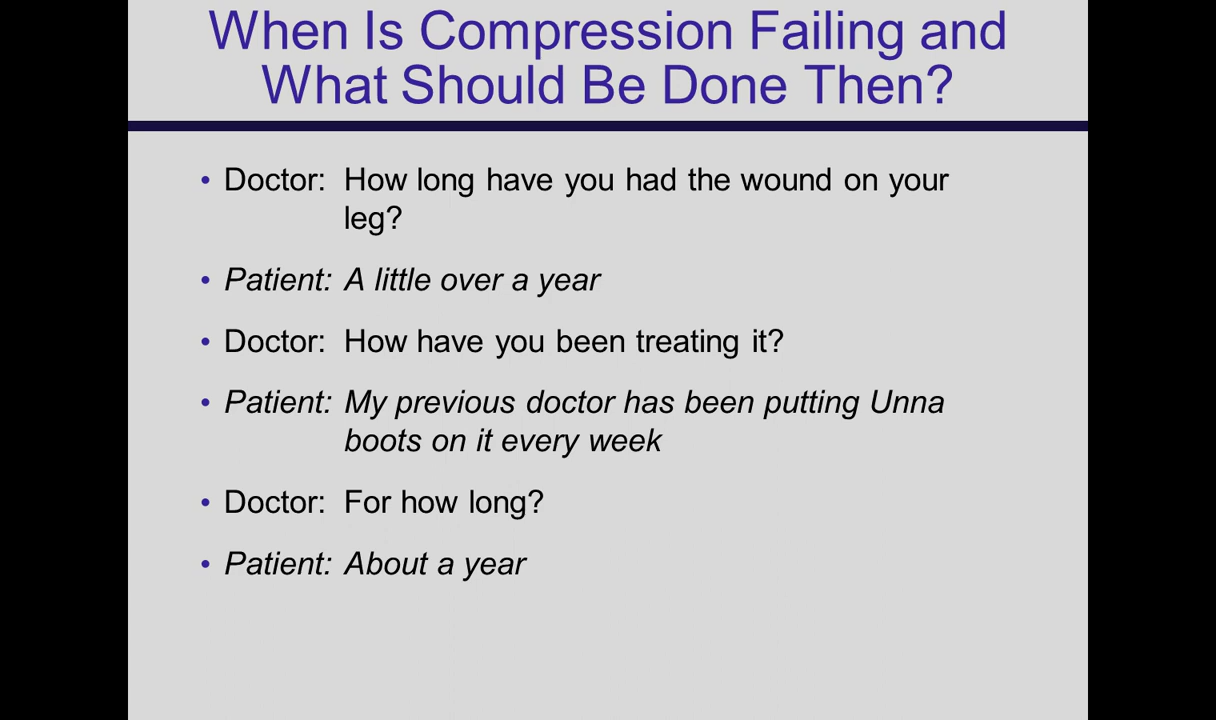 When Is Compression Failing and
What Should Be Done Then?
• Doctor: How long have you had the wound on your
leg?
• Patient: A little over a year
• Doctor: How have you been treating it?
• Patient: My previous doctor has been putting Unna
boots on it every week
• Doctor: For how long?
• Patient: About a year